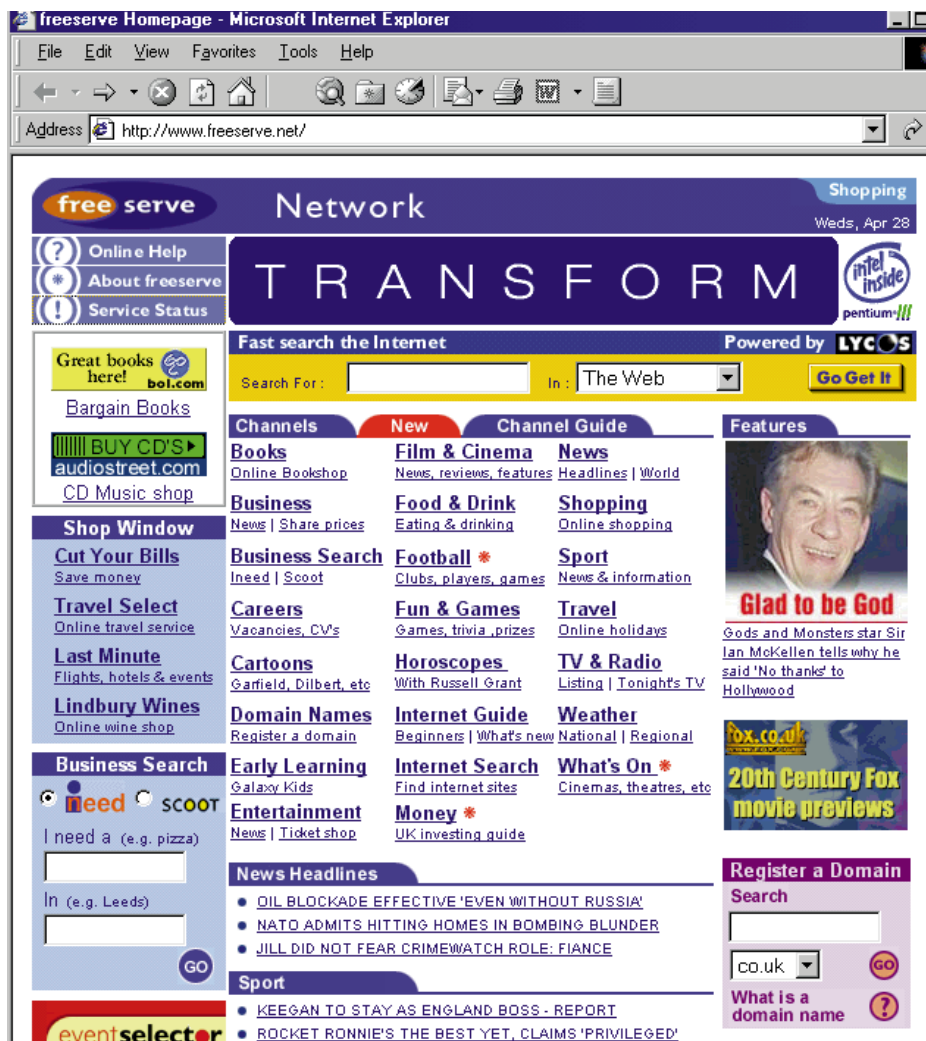 freeserve Homepage - Microsoft Internet Explorer
File Edit View Favorites Tools Help
Address http://www.freeserve.net/
free serve Network
Shopping
Weds, Apr 28
Online Help
About freeserve
Service Status
TRANSFORM
intel inside
pentium III
Great books here! bol.com
Bargain Books
BUY CD'S
audiostreet.com
CD Music shop
Shop Window
Cut Your Bills
Save money
Travel Select
Online travel service
Last Minute
Flights, hotels & events
Lindbury Wines
Online wine shop
Business Search
ineed scoot
I need a (e.g. pizza)
In (e.g. Leeds)
GO
eventselector
Fast search the Internet
Powered by LYCOS
Search For :
In : The Web
Go Get It
Channels New Channel Guide
Books
Online Bookshop
Business
News | Share prices
Business Search
Ineed | Scoot
Careers
Vacancies, CV's
Cartoons
Garfield, Dilbert, etc
Domain Names
Register a domain
Early Learning
Galaxy Kids
Entertainment
News | Ticket shop
Film & Cinema
News, reviews, features
Food & Drink
Eating & drinking
Football *
Clubs, players, games
Fun & Games
Games, trivia ,prizes
Horoscopes
With Russell Grant
Internet Guide
Beginners | What's new
Internet Search
Find internet sites
Money *
UK investing guide
News
Headlines | World
Shopping
Online shopping
Sport
News & information
Travel
Online holidays
TV & Radio
Listing | Tonight's TV
Weather
National | Regional
What's On *
Cinemas, theatres, etc
News Headlines
OIL BLOCKADE EFFECTIVE 'EVEN WITHOUT RUSSIA'
NATO ADMITS HITTING HOMES IN BOMBING BLUNDER
JILL DID NOT FEAR CRIMEWATCH ROLE: FIANCE
Sport
KEEGAN TO STAY AS ENGLAND BOSS - REPORT
ROCKET RONNIE'S THE BEST YET, CLAIMS 'PRIVILEGED'
Features
Glad to be God
Gods and Monsters star Sir
Ian McKellen tells why he
said 'No thanks' to
Hollywood
fox.co.uk
20th Century Fox
movie previews
Register a Domain
Search
co.uk
GO
What is a
domain name
?